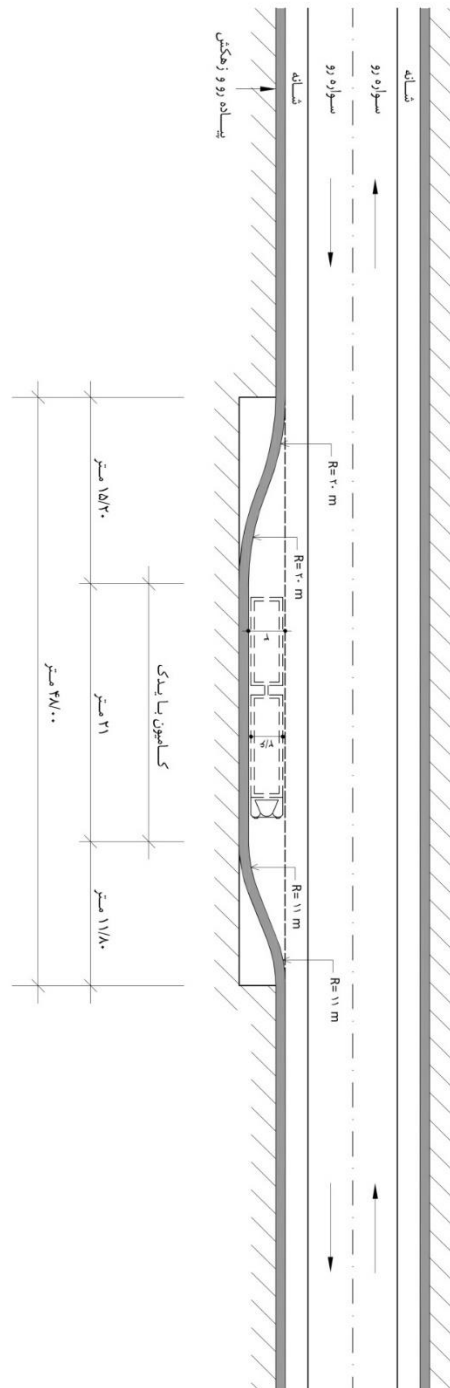 شانه
سواره رو
سواره رو
شانه
پیاده رو و زهکش
R= ۲۰ m
R= ۲۰ m
R= ۱۱ m
R= ۱۱ m
کامیون با یدک
۱۵/۲۰ متر
۲۱ متر
۱۱/۸۰ متر
۴۸/۰۰ متر